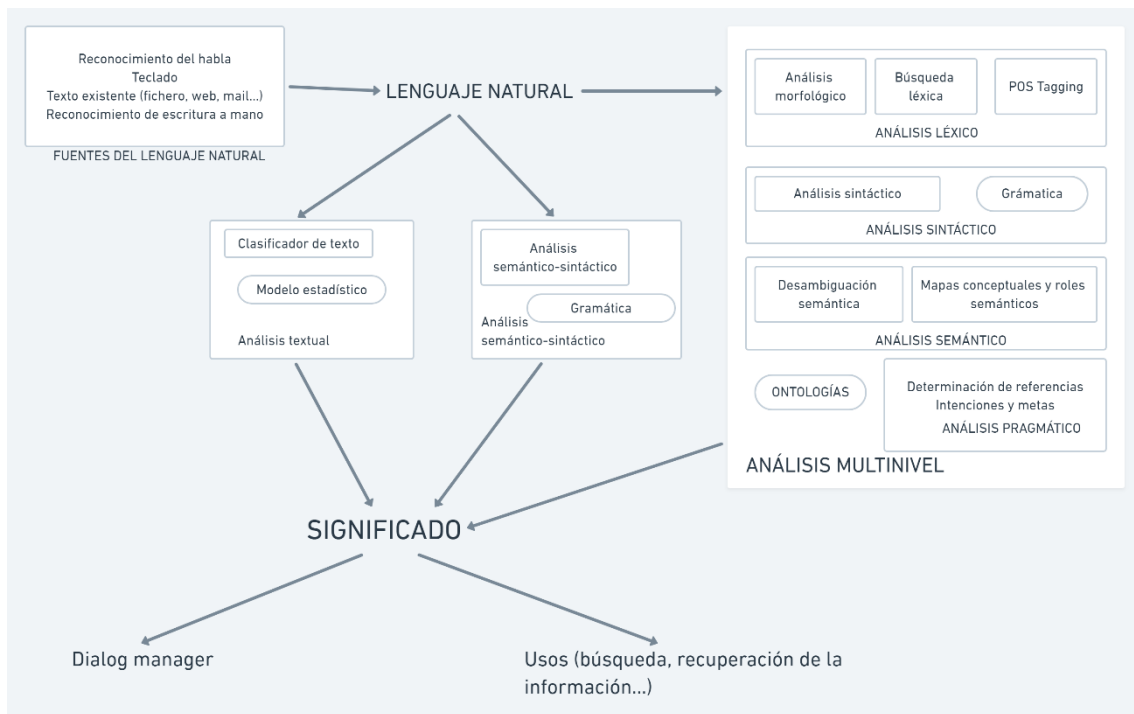 Reconocimiento del habla
Teclado
Texto existente (fichero, web, mail...)
Reconocimiento de escritura a mano
FUENTES DEL LENGUAJE NATURAL
LENGUAJE NATURAL
Análisis
morfológico
Búsqueda
léxica
POS Tagging
ANÁLISIS LÉXICO
Análisis sintáctico
Grámatica
ANÁLISIS SINTÁCTICO
Desambiguación
semántica
Mapas conceptuales y roles
semánticos
ANÁLISIS SEMÁNTICO
ONTOLOGÍAS
Determinación de referencias
Intenciones y metas
ANÁLISIS PRAGMÁTICO
ANÁLISIS MULTINIVEL
Clasificador de texto
Modelo estadístico
Análisis textual
Análisis
semántico-sintáctico
Gramática
Análisis
semántico-sintáctico
SIGNIFICADO
Dialog manager
Usos (búsqueda, recuperación de la
información...)